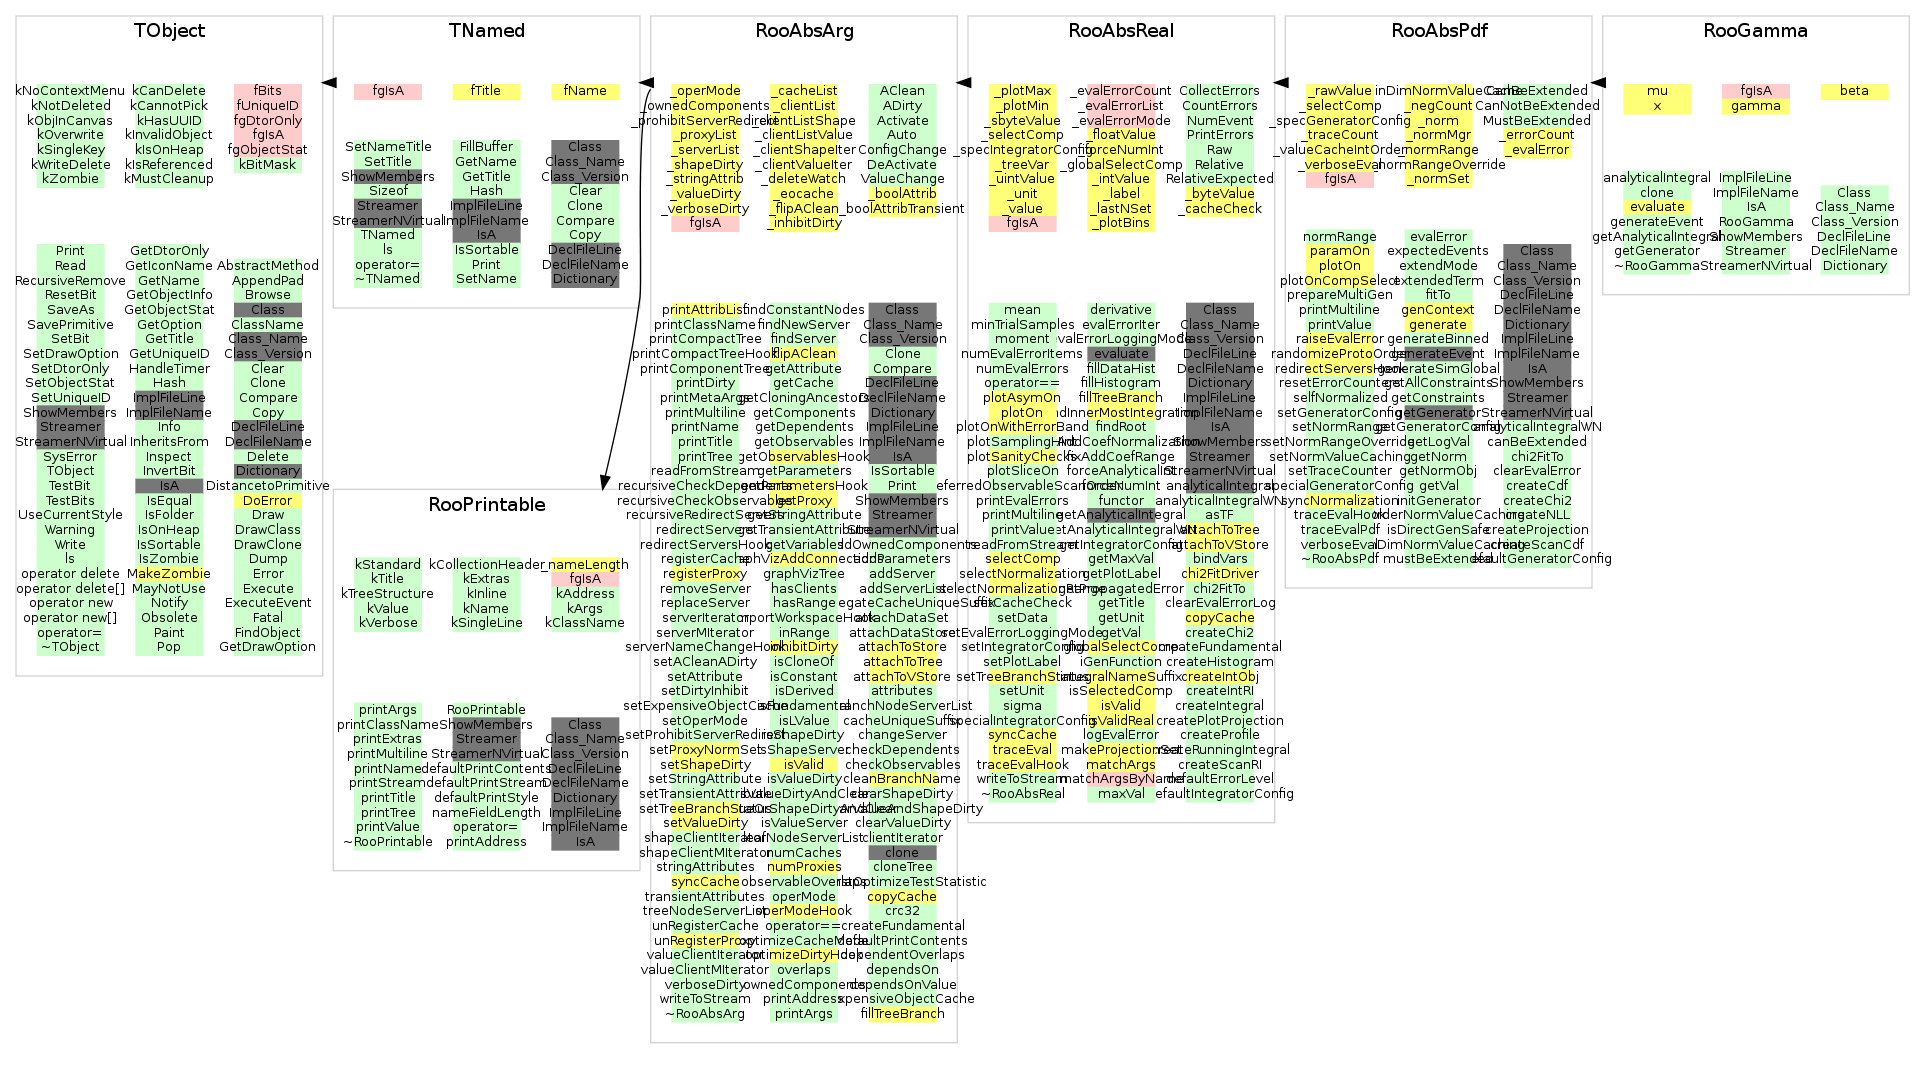 TObject
kNoContextMenu
kNotDeleted
kObjInCanvas
kOverwrite
kSingleKey
kWriteDelete
kZombie
kCanDelete
kCannotPick
kHasUUID
kInvalidObject
kIsOnHeap
kIsReferenced
kMustCleanup
fBits
fUniqueID
fgDtorOnly
fgIsA
fgObjectStat
kBitMask
Print
Read
RecursiveRemove
ResetBit
SaveAs
SavePrimitive
SetBit
SetDrawOption
SetDtorOnly
SetObjectStat
SetUniqueID
ShowMembers
Streamer
StreamerNVirtual
SysError
TObject
TestBit
TestBits
UseCurrentStyle
Warning
Write
ls
operator delete
operator delete[]
operator new
operator new[]
operator=
~TObject
GetDtorOnly
GetIconName
GetName
GetObjectInfo
GetObjectStat
GetOption
GetTitle
GetUniqueID
HandleTimer
Hash
ImplFileLine
ImplFileName
Info
InheritsFrom
Inspect
InvertBit
IsA
IsEqual
IsFolder
IsOnHeap
IsSortable
IsZombie
MakeZombie
MayNotUse
Notify
Obsolete
Paint
Pop
AbstractMethod
AppendPad
Browse
Class
ClassName
Class_Name
Class_Version
Clear
Clone
Compare
Copy
DeclFileLine
DeclFileName
Delete
Dictionary
DistancetoPrimitive
DoError
Draw
DrawClass
DrawClone
Dump
Error
Execute
ExecuteEvent
Fatal
FindObject
GetDrawOption
TNamed
fgIsA
fTitle
fName
SetNameTitle
SetTitle
ShowMembers
Sizeof
Streamer
StreamerNVirtual
TNamed
ls
operator=
~TNamed
FillBuffer
GetName
GetTitle
Hash
ImplFileLine
ImplFileName
IsA
IsSortable
Print
SetName
Class
Class_Name
Class_Version
Clear
Clone
Compare
Copy
DeclFileLine
DeclFileName
Dictionary
RooPrintable
kStandard
kTitle
kTreeStructure
kValue
kVerbose
kCollectionHeader
kExtras
kInline
kName
kSingleLine
_nameLength
fgIsA
kAddress
kArgs
kClassName
printArgs
printClassName
printExtras
printMultiline
printName
printStream
printTitle
printTree
printValue
~RooPrintable
RooPrintable
ShowMembers
Streamer
StreamerNVirtual
defaultPrintContents
defaultPrintStream
defaultPrintStyle
nameFieldLength
operator=
printAddress
Class
Class_Name
Class_Version
DeclFileLine
DeclFileName
Dictionary
ImplFileLine
ImplFileName
IsA
RooAbsArg
_operMode
_ownedComponents
_prohibitServerRedirect
_proxyList
_serverList
_shapeDirty
_stringAttrib
_valueDirty
_verboseDirty
fgIsA
_cacheList
_clientList
_clientListValue
_clientShapeIter
_clientValueIter
_deleteWatch
_eocache
_flipAClean
_inhibitDirty
AClean
ADirty
Activate
Auto
ConfigChange
DeActivate
ValueChange
_boolAttrib
_boolAttribTransient
printAttribList
printClassName
printCompactTree
printCompactTreeHook
printComponentTree
printDirty
printMetaArgs
printMultiline
printName
printTitle
printTree
readFromStream
recursiveCheckDependents
recursiveCheckObservables
recursiveRedirectServers
redirectServers
redirectServersHook
registerCache
registerProxy
removeServer
replaceServer
serverIterator
serverMIterator
serverNameChangeHook
setACleanADirty
setAttribute
setDirtyInhibit
setExpensiveObjectCache
setOperMode
setProhibitServerRedirect
setProxyNormSet
setShapeDirty
setStringAttribute
setTransientAttribute
setTreeBranchStatus
setValueDirty
shapeClientIterator
shapeClientMIterator
stringAttributes
syncCache
transientAttributes
treeNodeServerList
unRegisterCache
unRegisterProxy
valueClientIterator
valueClientMIterator
verboseDirty
writeToStream
~RooAbsArg
findConstantNodes
findNewServer
findServer
flipAClean
getAttribute
getCache
getCloningAncestors
getComponents
getDependents
getObservables
getObservablesHook
getParameters
getParametersHook
getProxy
getStringAttribute
getTransientAttribute
getVariables
graphVizTree
hasClients
hasRange
inRange
inhibitDirty
isCloneOf
isConstant
isDerived
isFundamental
isLValue
isShapeDirty
isShapeServer
isValid
isValueDirty
isValueServer
numCaches
numProxies
observableOverlaps
operMode
operModeHook
operator==
optimizeCacheMode
optimizeDirtyHook
overlaps
ownedComponents
printAddress
printArgs
Class
Class_Name
Class_Version
Clone
Compare
DeclFileLine
DeclFileName
Dictionary
ImplFileLine
ImplFileName
IsA
IsSortable
Print
ShowMembers
Streamer
StreamerNVirtual
addOwnedComponents
addParameters
addServer
addServerList
attachDataSet
attachDataStore
attachToStore
attachToTree
attachToVStore
attributes
branchNodeServerList
cacheUniqueSuffix
changeServer
checkDependents
checkObservables
cleanBranchName
clearShapeDirty
clearValueDirty
clientIterator
clone
cloneTree
copyCache
crc32
createFundamental
defaultPrintContents
dependentOverlaps
dependsOn
dependsOnValue
expensiveObjectCache
fillTreeBranch
RooAbsReal
_plotMax
_plotMin
_sbyteValue
_selectComp
_specIntegratorConfig
_treeVar
_uintValue
_unit
_value
fgIsA
_evalErrorCount
_evalErrorList
_evalErrorMode
_floatValue
_forceNumInt
_globalSelectComp
_intValue
_label
_lastNSet
_plotBins
CollectErrors
CountErrors
NumEvent
PrintErrors
Raw
Relative
RelativeExpected
_byteValue
_cacheCheck
mean
minTrialSamples
moment
numEvalErrorItems
numEvalErrors
operator==
plotAsymOn
plotOn
plotOnWithErrorBand
plotSamplingHint
plotSanityChecks
plotSliceOn
preferredObservableScanOrder
printEvalErrors
printMultiline
printValue
readFromStream
selectComp
selectNormalization
selectNormalizationRange
setCacheCheck
setData
setEvalErrorLoggingMode
setIntegratorConfig
setPlotLabel
setTreeBranchStatus
setUnit
sigma
specialIntegratorConfig
syncCache
traceEval
traceEvalHook
writeToStream
~RooAbsReal
derivative
evalErrorIter
evalErrorLoggingMode
evaluate
fillDataHist
fillHistogram
fillTreeBranch
findInnerMostIntegration
findRoot
fixAddCoefNormalization
fixAddCoefRange
forceAnalyticalInt
forceNumInt
functor
getAnalyticalIntegral
getAnalyticalIntegralWN
getIntegratorConfig
getMaxVal
getPlotLabel
getPropagatedError
getTitle
getUnit
getVal
globalSelectComp
iGenFunction
integralNameSuffix
isSelectedComp
isValid
isValidReal
logEvalError
makeProjectionSet
matchArgs
matchArgsByName
maxVal
Class
Class_Name
Class_Version
DeclFileLine
DeclFileName
Dictionary
ImplFileLine
ImplFileName
IsA
ShowMembers
Streamer
StreamerNVirtual
analyticalIntegral
analyticalIntegralWN
asTF
attachToTree
attachToVStore
bindVars
chi2FitDriver
chi2FitTo
clearEvalErrorLog
copyCache
createChi2
createFundamental
createHistogram
createIntObj
createIntRI
createIntegral
createPlotProjection
createProfile
createRunningIntegral
createScanRI
defaultErrorLevel
defaultIntegratorConfig
RooAbsPdf
_rawValue
_selectComp
_specGeneratorConfig
_traceCount
_valueCacheIntOrder
_verboseEval
fgIsA
_negCount
_norm
_normMgr
_normRange
_normRangeOverride
_normSet
CanBeExtended
CanNotBeExtended
MustBeExtended
_errorCount
_evalError
normRange
paramOn
plotOn
plotOnCompSelect
prepareMultiGen
printMultiline
printValue
raiseEvalError
randomizeProtoOrder
redirectServersHook
resetErrorCounters
selfNormalized
setGeneratorConfig
setNormRange
setNormRangeOverride
setNormValueCaching
setTraceCounter
specialGeneratorConfig
syncNormalization
traceEvalHook
traceEvalPdf
verboseEval
~RooAbsPdf
evalError
expectedEvents
extendMode
extendedTerm
fitTo
genContext
generate
generateBinned
generateEvent
generateSimGlobal
getAllConstraints
getConstraints
getGenerator
getGeneratorConfig
getLogVal
getNorm
getNormObj
getVal
initGenerator
isDirectGenSafe
mustBeExtended
Class
Class_Name
Class_Version
DeclFileLine
DeclFileName
Dictionary
ImplFileLine
ImplFileName
IsA
ShowMembers
Streamer
StreamerNVirtual
analyticalIntegralWN
canBeExtended
chi2FitTo
clearEvalError
createCdf
createChi2
createNLL
createProjection
createScanCdf
defaultGeneratorConfig
RooGamma
mu
x
fgIsA
gamma
beta
analyticalIntegral
clone
evaluate
generateEvent
getAnalyticalIntegral
getGenerator
~RooGamma
ImplFileLine
ImplFileName
IsA
RooGamma
ShowMembers
Streamer
StreamerNVirtual
Class
Class_Name
Class_Version
DeclFileLine
DeclFileName
Dictionary